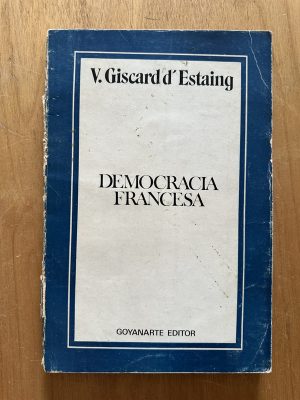 V. Giscard d' Estaing
DEMOCRACIA
FRANCESA
GOYANARTE EDITOR